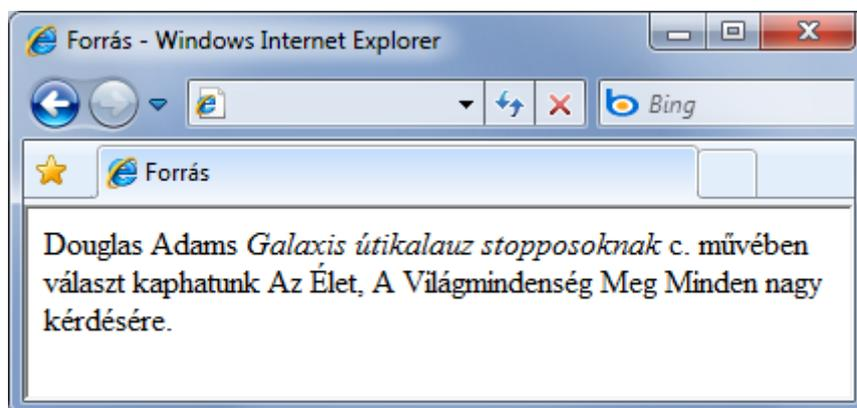 Forrás - Windows Internet Explorer
Bing
Forrás
Douglas Adams Galaxis útikalauz stopposoknak c. művében
választ kaphatunk Az Élet, A Világmindenség Meg Minden nagy
kérdésére.